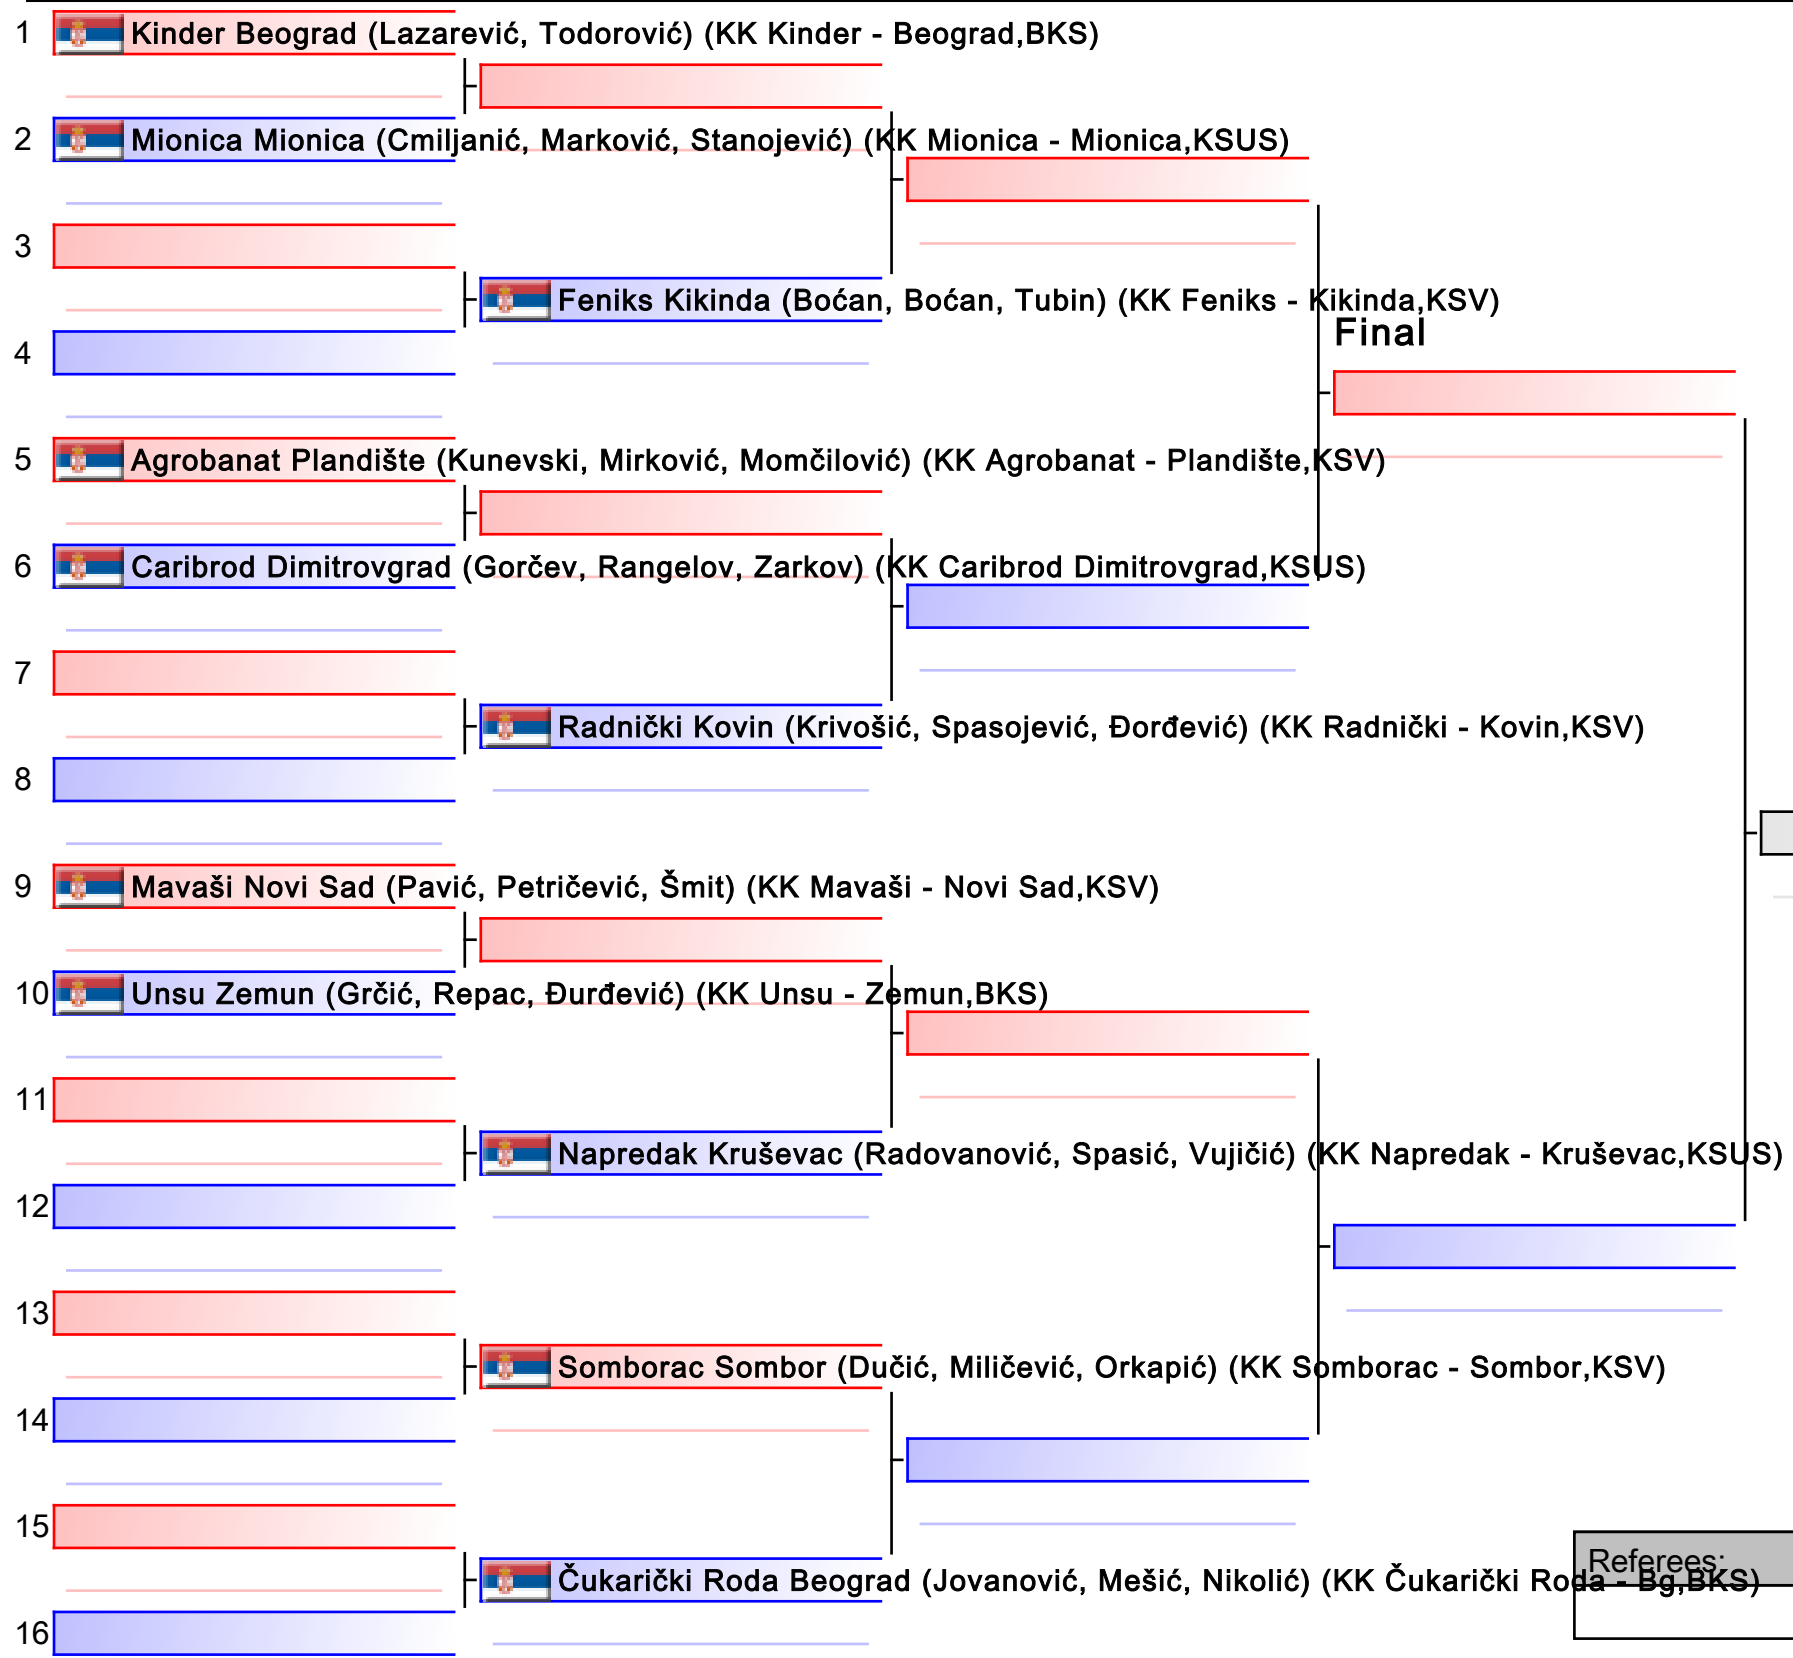 1 Kinder Beograd (Lazarević, Todorović) (KK Kinder - Beograd,BKS)
2 Mionica Mionica (Cmiljanić, Marković, Stanojević) (KK Mionica - Mionica,KSUS)
3
Feniks Kikinda (Boćan, Boćan, Tubin) (KK Feniks - Kikinda,KSV)
Final
4
5 Agrobanat Plandište (Kunevski, Mirković, Momčilović) (KK Agrobanat - Plandište,KSV)
6 Caribrod Dimitrovgrad (Gorčev, Rangelov, Zarkov) (KK Caribrod Dimitrovgrad,KSUS)
7
Radnički Kovin (Krivošić, Spasojević, Đorđević) (KK Radnički - Kovin,KSV)
8
9 Mavaši Novi Sad (Pavić, Petričević, Šmit) (KK Mavaši - Novi Sad,KSV)
10 Unsu Zemun (Grčić, Repac, Đurđević) (KK Unsu - Zemun,BKS)
11
Napredak Kruševac (Radovanović, Spasić, Vujičić) (KK Napredak - Kruševac,KSUS)
12
13
Somborac Sombor (Dučić, Miličević, Orkapić) (KK Somborac - Sombor,KSV)
14
15
Referees:
Čukarički Roda Beograd (Jovanović, Mešić, Nikolić) (KK Čukarički Roda - Bg,BKS)
16